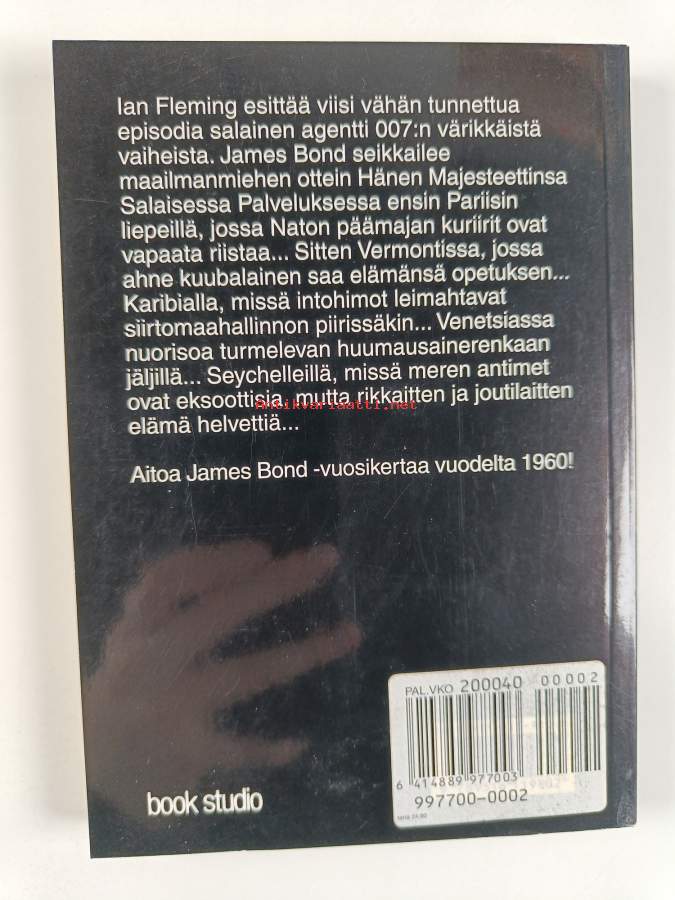 Ian Fleming esittää viisi vähän tunnettua
episodia salainen agentti 007:n värikkäistä
vaiheista. James Bond seikkailee
maailmanmiehen ottein Hänen Majesteettinsa
Salaisessa Palveluksessa ensin Pariisin
liepeillä, jossa Naton päämajan kuriirit ovat
vapaata riistaa... Sitten Vermontissa, jossa
ahne kuubalainen saa elämänsä opetuksen...
Karibialla, missä intohimot leimahtavat
siirtomaahallinnon piirissäkin... Venetsiassa
nuorisoa turmelevan huumausainerenkaan
jäljillä... Seychelleillä, missä meren antimet
ovat eksoottisia, mutta rikkaitten ja joutilaitten
Antikvariaatti.net
elämä helvettiä...
Aitoa James Bond -vuosikertaa vuodelta 1960!
PAL.VKO 200040 00002
6 414889 977003
997700-0002
book studio